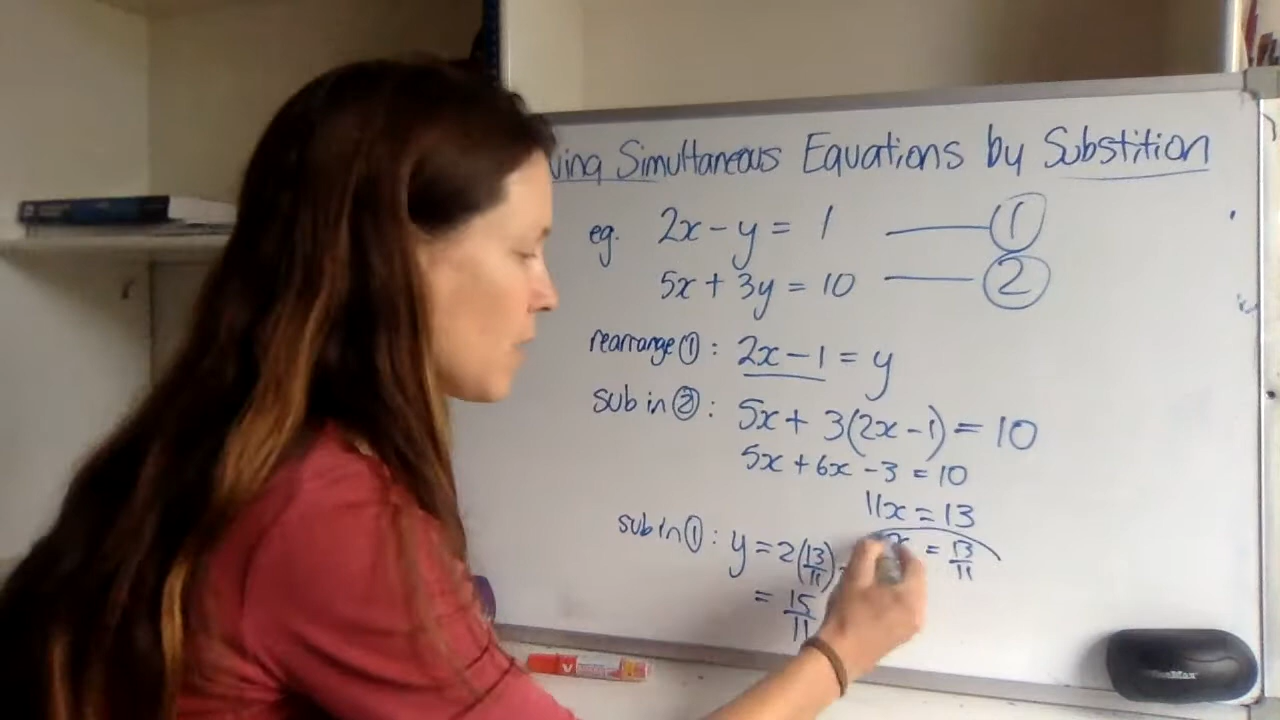 Simultaneous Equations by Substition
eg. 2x - y = 1 ① 
5x + 3y = 10 ②
rearrange ① : 2x - 1 = y
sub in ② : 5x + 3(2x - 1) = 10
5x + 6x - 3 = 10
11x = 13
x = 13/11
sub in ① : y = 2(13/11) -
= 15/11